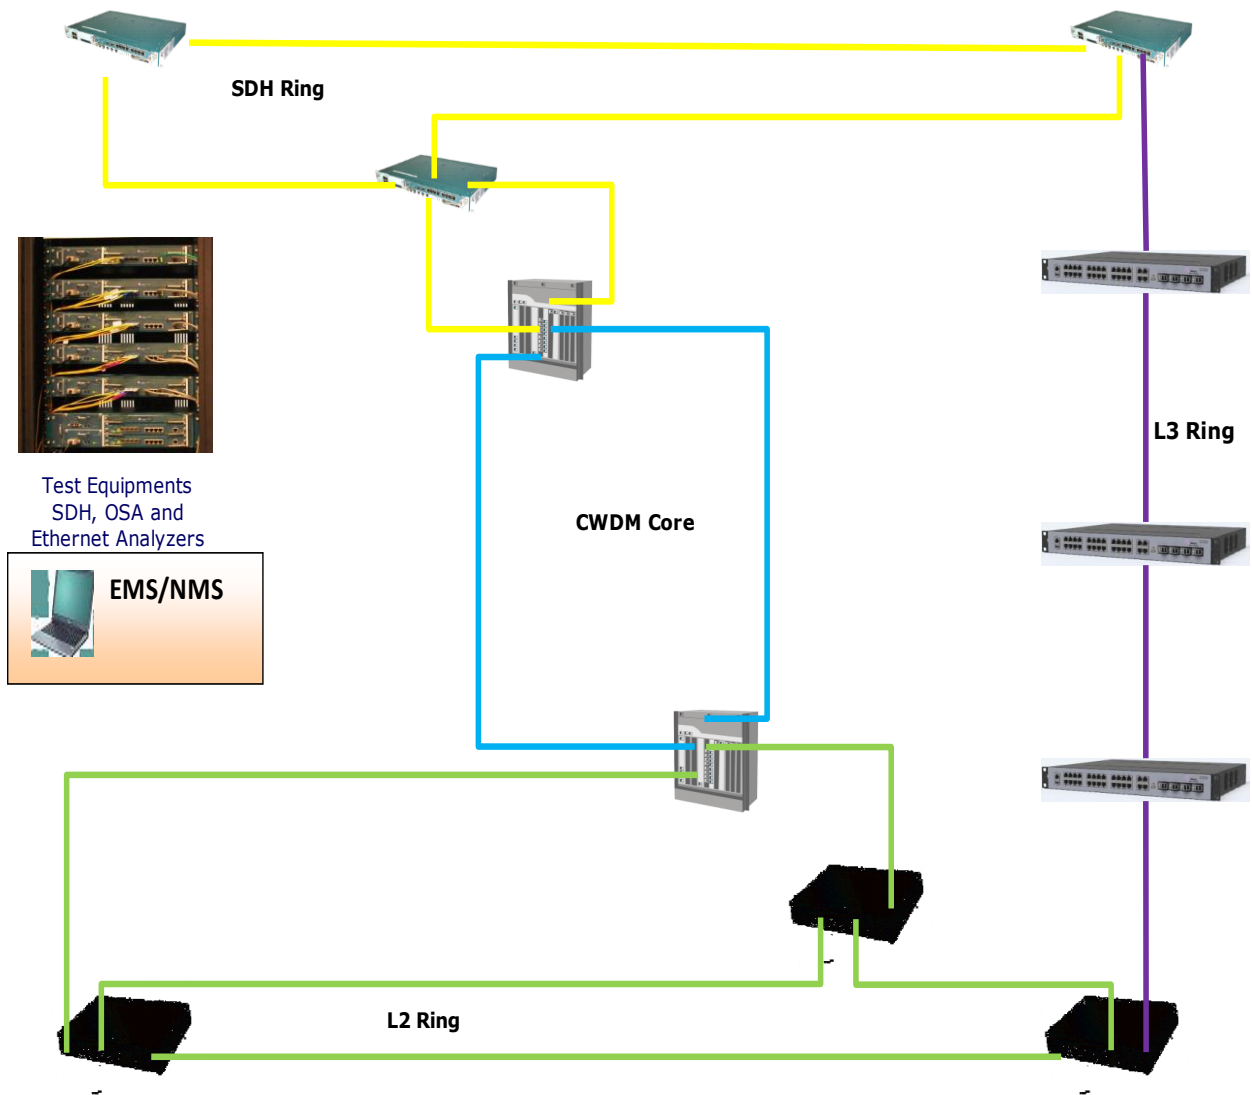 SDH Ring
L3 Ring
Test Equipments
SDH, OSA and
Ethernet Analyzers
CWDM Core
EMS/NMS
L2 Ring